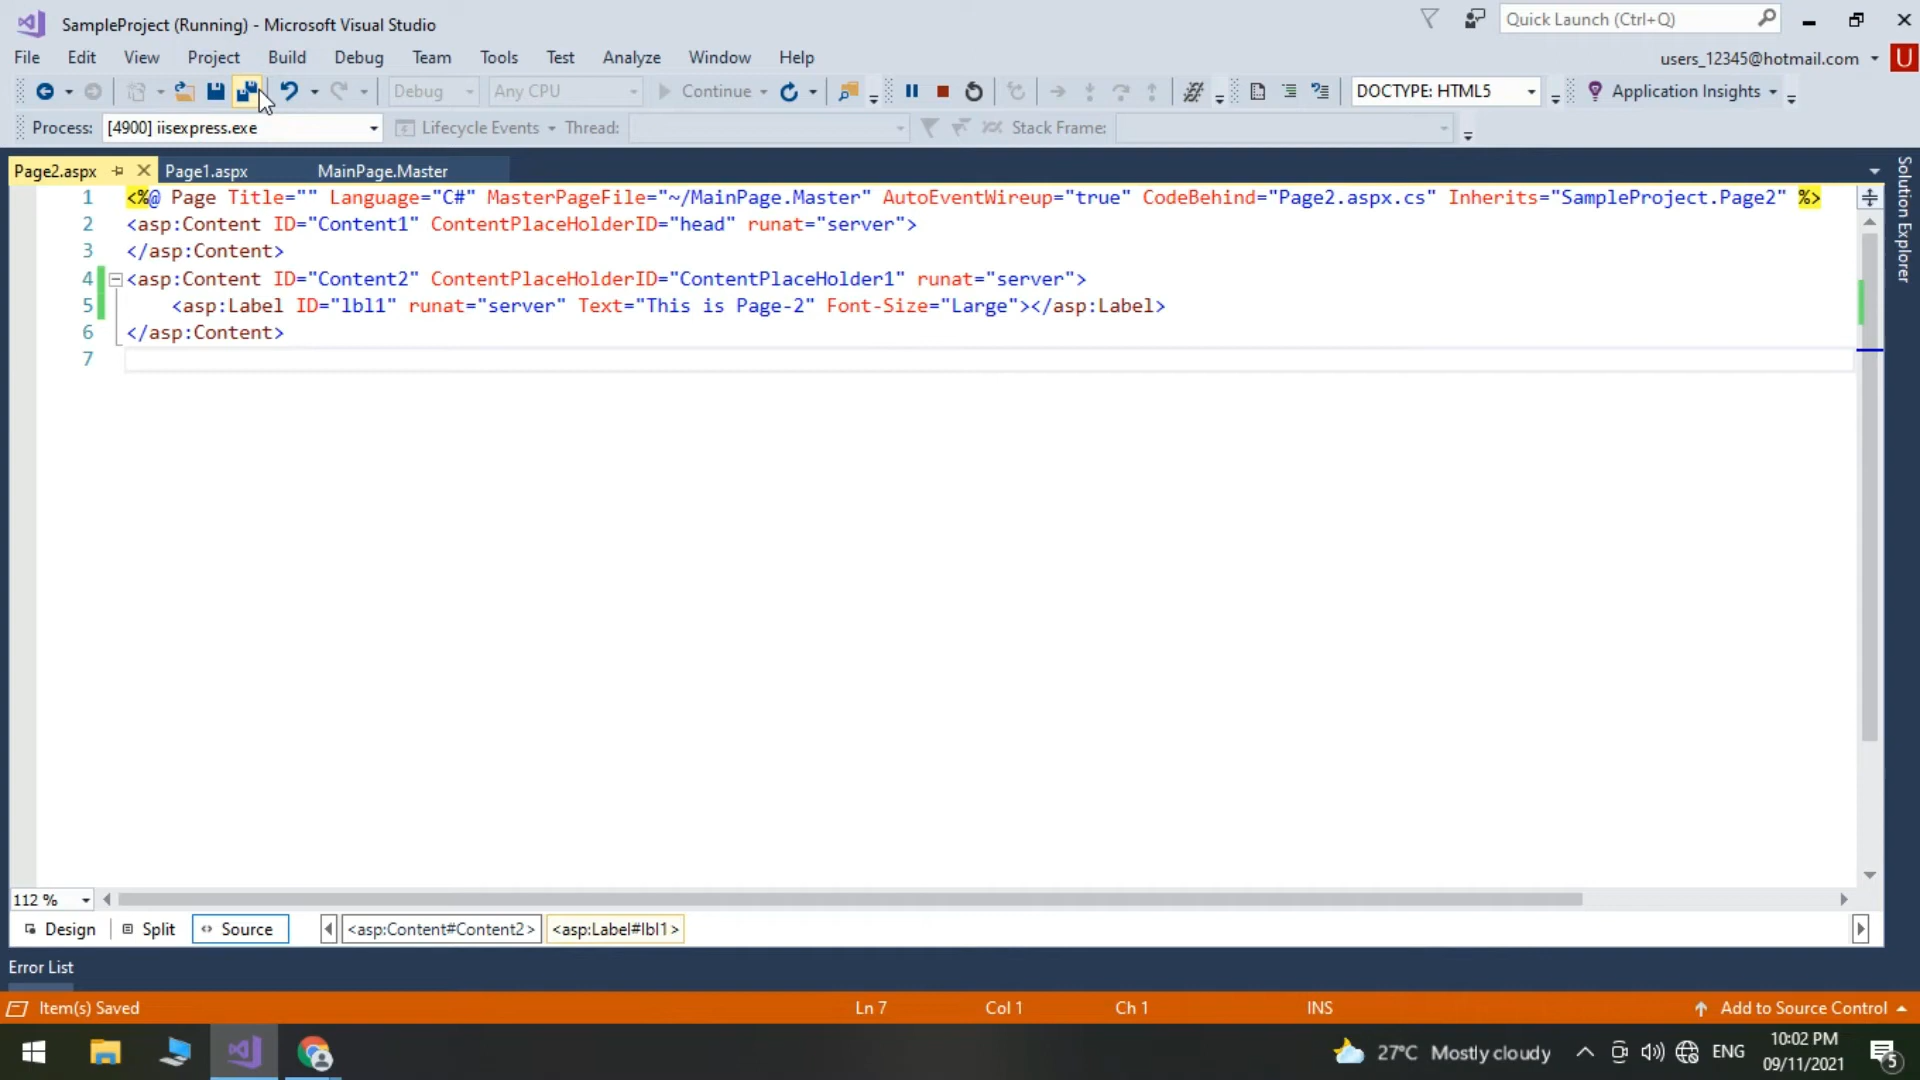 SampleProject (Running) - Microsoft Visual Studio
Quick Launch (Ctrl+Q)
File Edit View Project Build Debug Team Tools Test Analyze Window Help
users_12345@hotmail.com
U
Debug Any CPU Continue DOCTYPE: HTML5 Application Insights
Process: [4900] iisexpress.exe Lifecycle Events Thread: Stack Frame:
Page2.aspx Page1.aspx MainPage.Master
Solution Explorer
1 <%@ Page Title="" Language="C#" MasterPageFile="~/MainPage.Master" AutoEventWireup="true" CodeBehind="Page2.aspx.cs" Inherits="SampleProject.Page2" %>
2 <asp:Content ID="Content1" ContentPlaceHolderID="head" runat="server">
3 </asp:Content>
4 <asp:Content ID="Content2" ContentPlaceHolderID="ContentPlaceHolder1" runat="server">
5 <asp:Label ID="lbl1" runat="server" Text="This is Page-2" Font-Size="Large"></asp:Label>
6 </asp:Content>
7
112 %
Design Split Source <asp:Content#Content2> <asp:Label#lbl1>
Error List
Item(s) Saved Ln 7 Col 1 Ch 1 INS Add to Source Control
27°C Mostly cloudy ENG 10:02 PM
09/11/2021
5